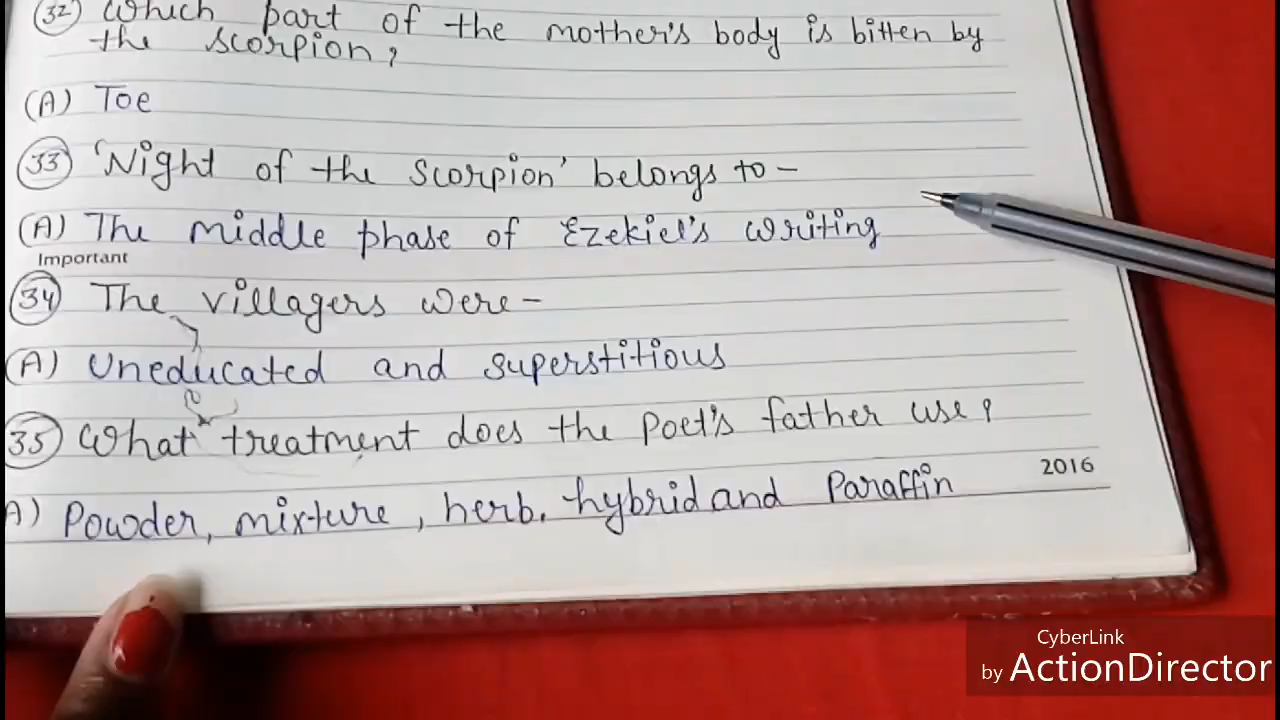 (32) Which part of the mother's body is bitten by
the scorpion?
(A) Toe
(33) 'Night of the Scorpion' belongs to –
(A) The middle phase of Ezekiel's writing
Important
(34) The villagers were –
(A) Uneducated and superstitious
(35) What treatment does the Poet's father use?
2016
A) Powder, mixture, herb, hybrid and Paraffin
CyberLink
by ActionDirector